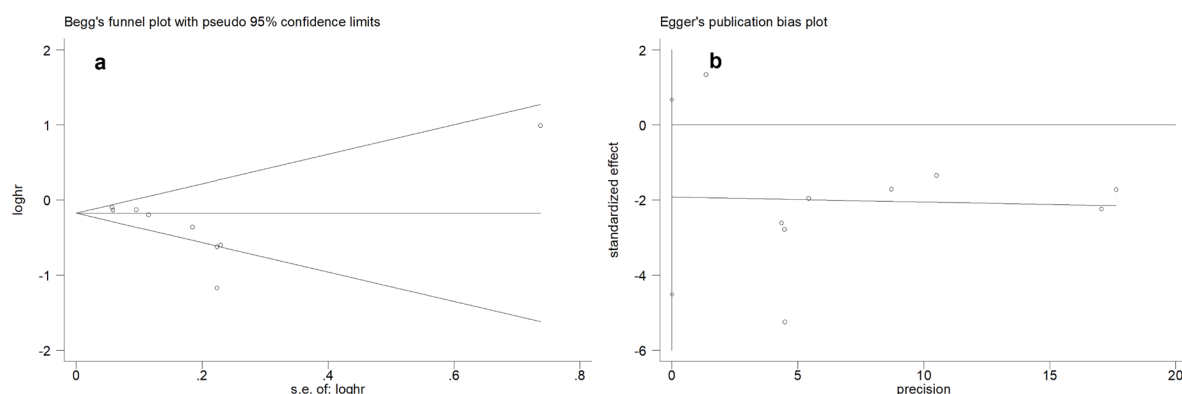 Begg's funnel plot with pseudo 95% confidence limits
a
2
1
0
-1
-2
loghr
0
.2
.4
.6
.8
s.e. of: loghr
Egger's publication bias plot
b
2
0
-2
-4
-6
standardized effect
0
5
10
15
20
precision